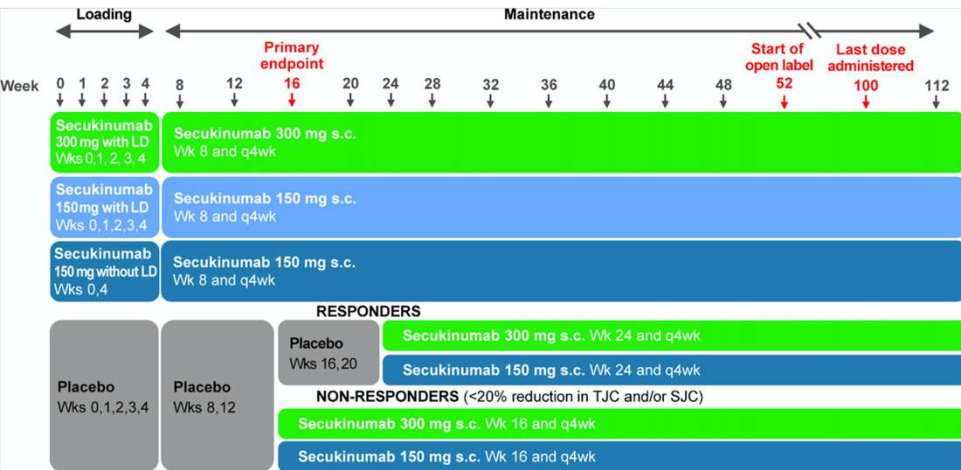 Loading
Maintenance
Primary
endpoint
Start of
open label
Last dose
administered
Week 0 1 2 3 4 8 12 16 20 24 28 32 36 40 44 48 52 100 112
Secukinumab
300 mg with LD
Wks 0,1, 2, 3, 4
Secukinumab 300 mg s.c.
Wk 8 and q4wk
Secukinumab
150mg with LD
Wks 0,1,2,3,4
Secukinumab 150 mg s.c.
Wk 8 and q4wk
Secukinumab
150 mg without LD
Wks 0,4
Secukinumab 150 mg s.c.
Wk 8 and q4wk
RESPONDERS
Placebo
Wks 0,1,2,3,4
Placebo
Wks 8,12
Placebo
Wks 16,20
Secukinumab 300 mg s.c. Wk 24 and q4wk
Secukinumab 150 mg s.c. Wk 24 and q4wk
NON-RESPONDERS (<20% reduction in TJC and/or SJC)
Secukinumab 300 mg s.c. Wk 16 and q4wk
Secukinumab 150 mg s.c. Wk 16 and q4wk